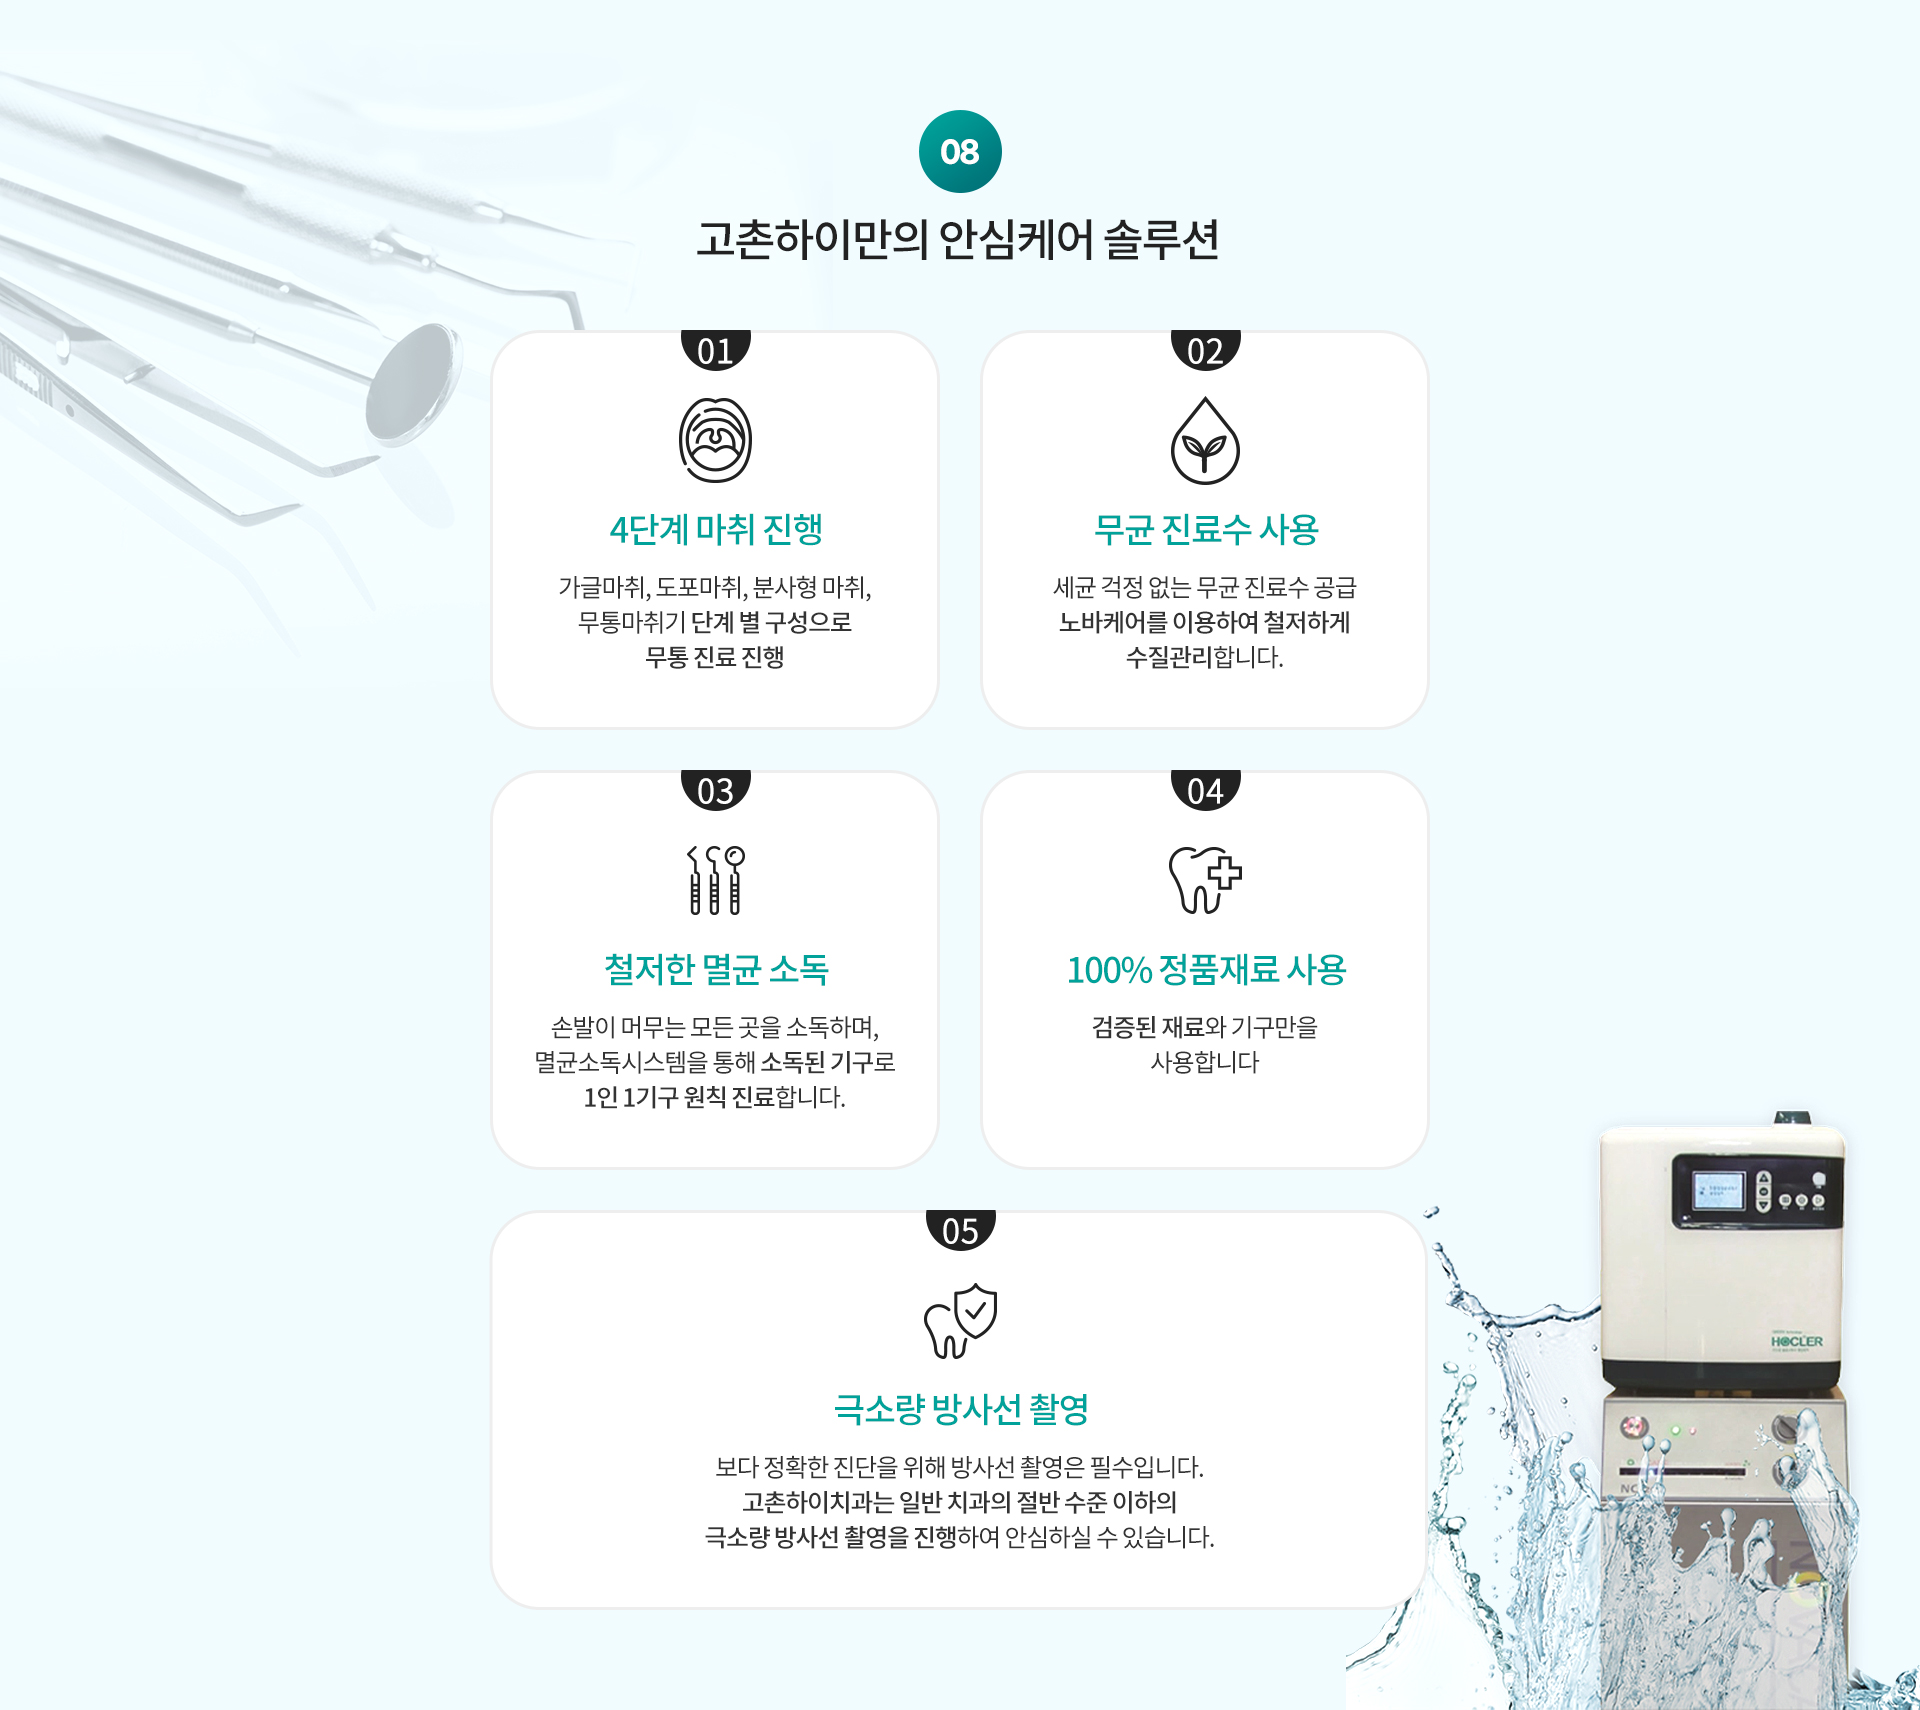 08
고촌하이만의 안심케어 솔루션
01
4단계 마취 진행
가글마취, 도포마취, 분사형 마취,
무통마취기 단계 별 구성으로
무통 진료 진행
02
무균 진료수 사용
세균 걱정 없는 무균 진료수 공급
노바케어를 이용하여 철저하게
수질관리합니다.
03
철저한 멸균 소독
손발이 머무는 모든 곳을 소독하며,
멸균소독시스템을 통해 소독된 기구로
1인 1기구 원칙 진료합니다.
04
100% 정품재료 사용
검증된 재료와 기구만을
사용합니다
05
극소량 방사선 촬영
보다 정확한 진단을 위해 방사선 촬영은 필수입니다.
고촌하이치과는 일반 치과의 절반 수준 이하의
극소량 방사선 촬영을 진행하여 안심하실 수 있습니다.
HOCLER